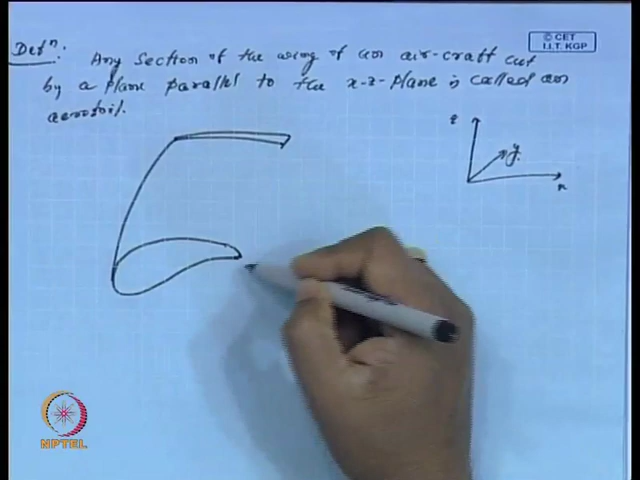 © CET
I.I.T. KGP
Defⁿ: Any section of the wing of an air-craft cut
by a plane parallel to the x-z-plane is called an
aerofoil.
z
y
x
NPTEL